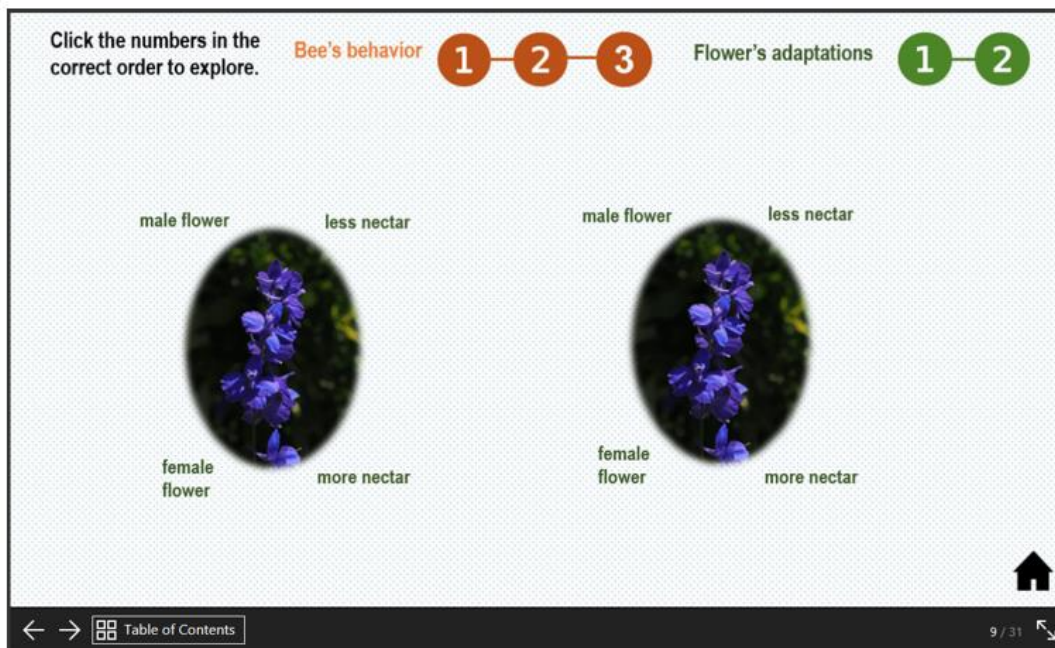 Click the numbers in the
correct order to explore.
Bee's behavior
1 2 3
Flower's adaptations
1 2
male flower
less nectar
female
flower
more nectar
male flower
less nectar
female
flower
more nectar
Table of Contents
9 / 31